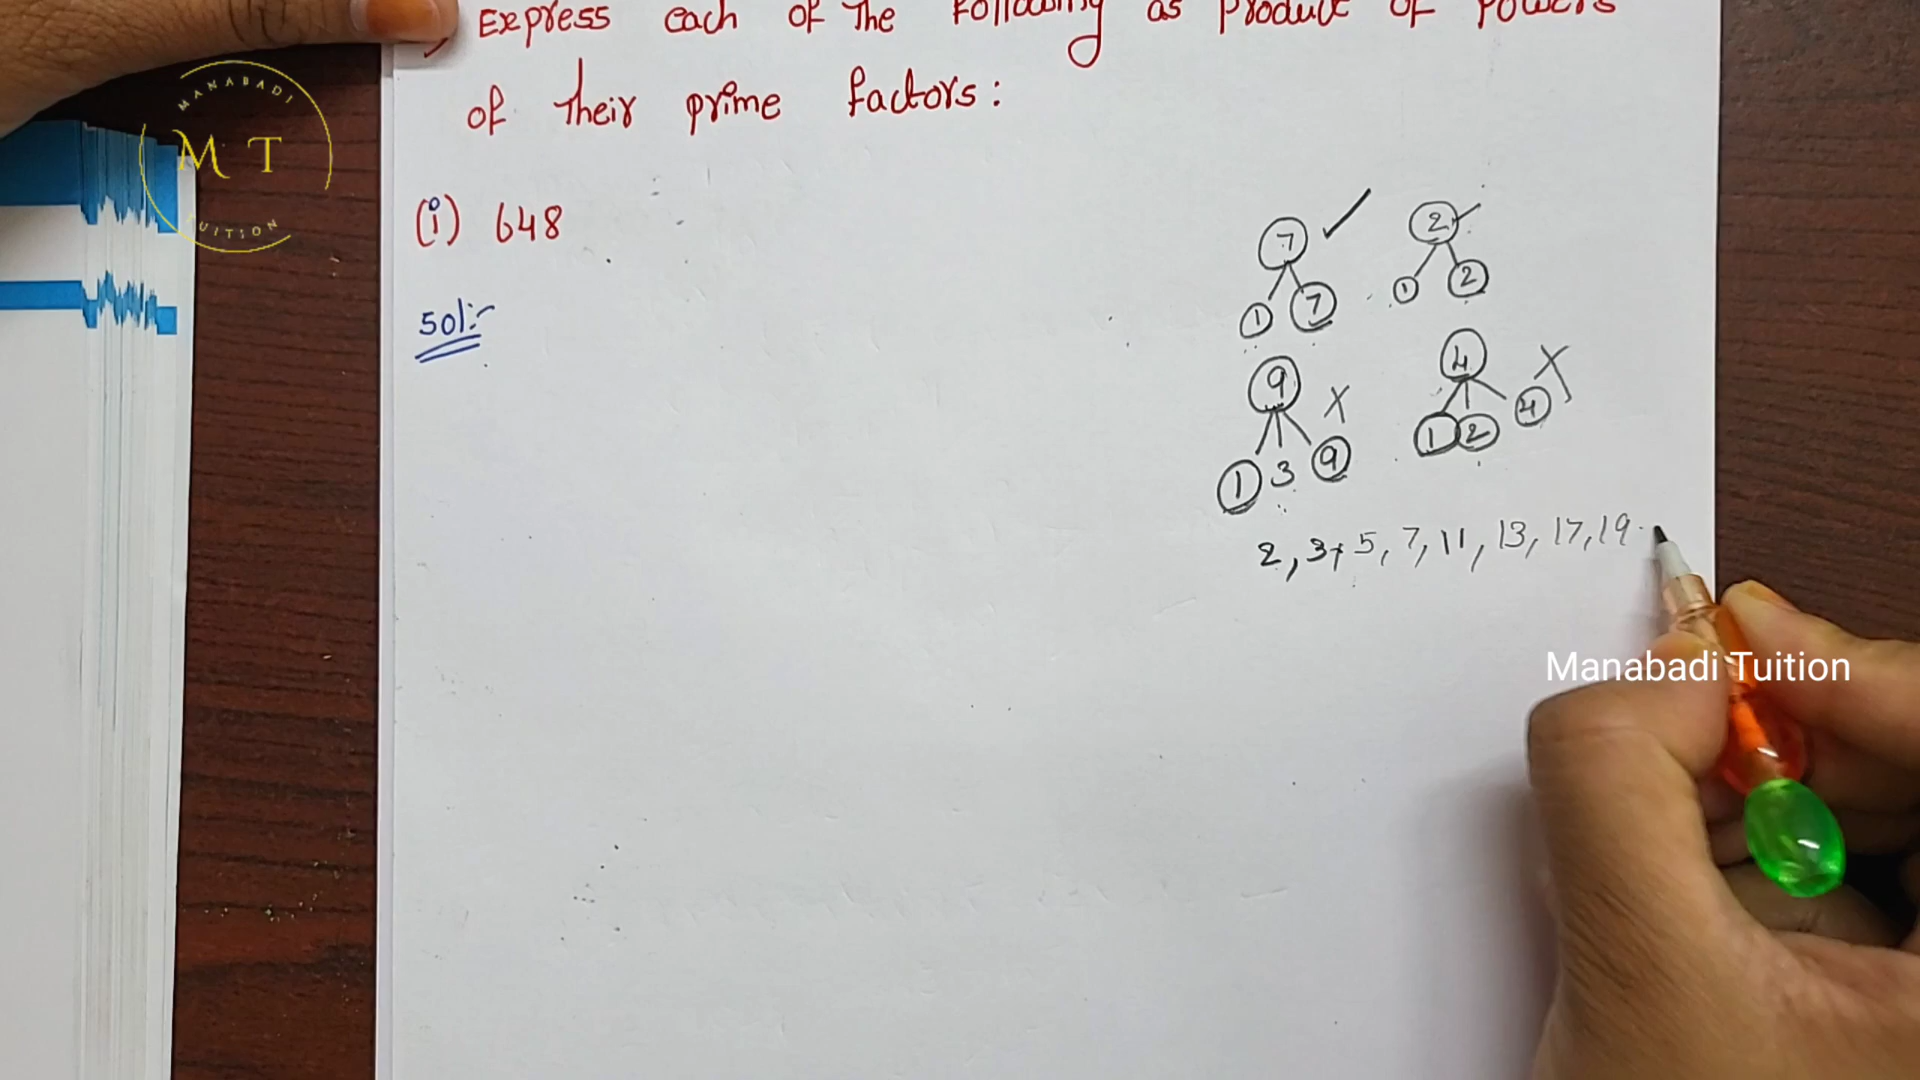 Express each of the Following as Product of Powers
of their prime factors:
MANABADI
M T
TUITION
(i) 648
Sol:-
7 ✓ 2 ✓
1 7 1 2
9 X 4 X
1 3 9 1 2 4
2, 3, 5, 7, 11, 13, 17, 19
Manabadi Tuition